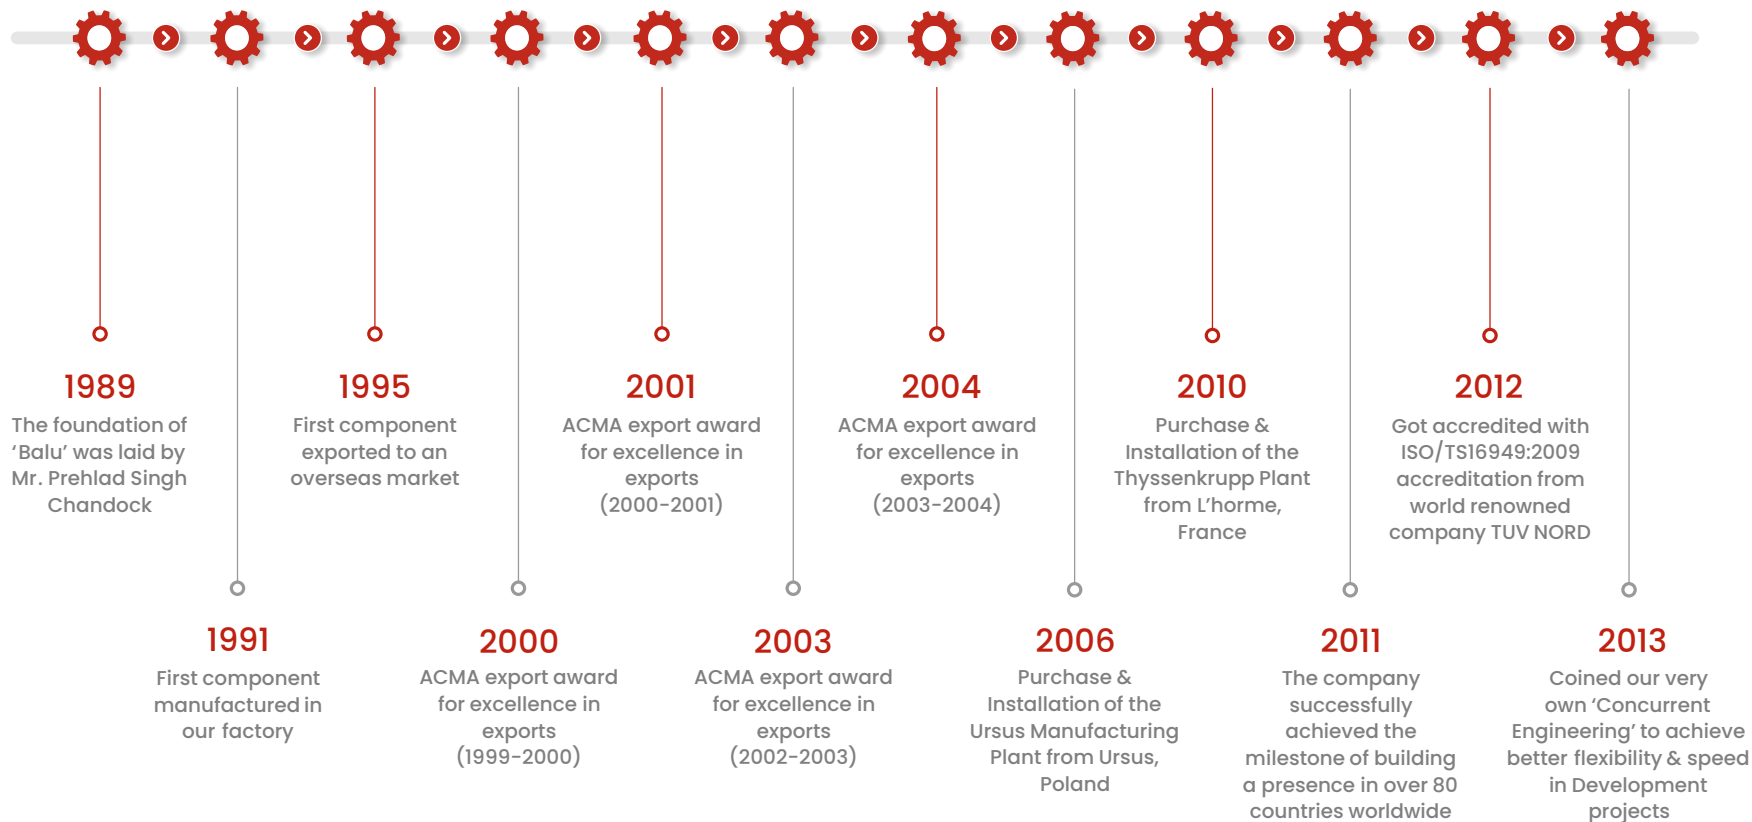 1989
The foundation of
‘Balu’ was laid by
Mr. Prehlad Singh
Chandock
1991
First component
manufactured in
our factory
1995
First component
exported to an
overseas market
2000
ACMA export award
for excellence in
exports
(1999-2000)
2001
ACMA export award
for excellence in
exports
(2000-2001)
2003
ACMA export award
for excellence in
exports
(2002-2003)
2004
ACMA export award
for excellence in
exports
(2003-2004)
2006
Purchase &
Installation of the
Ursus Manufacturing
Plant from Ursus,
Poland
2010
Purchase &
Installation of the
Thyssenkrupp Plant
from L’horme,
France
2011
The company
successfully
achieved the
milestone of building
a presence in over 80
countries worldwide
2012
Got accredited with
ISO/TS16949:2009
accreditation from
world renowned
company TUV NORD
2013
Coined our very
own ‘Concurrent
Engineering’ to achieve
better flexibility & speed
in Development
projects